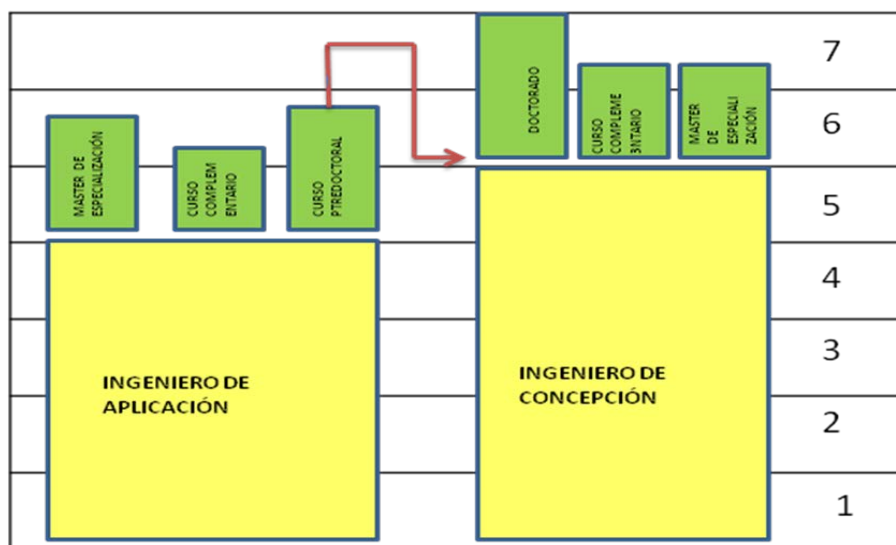 7
DOCTORADO
CURSO
COMPLEME
3NTARIO
MASTER
DE
ESPECIALI
ZACIÓN
6
MASTER DE
ESPECIALIZACIÓN
CURSO
COMPLEM
ENTARIO
CURSO
PTREDOCTORAL
5
4
3
INGENIERO DE
APLICACIÓN
INGENIERO DE
CONCEPCIÓN
2
1